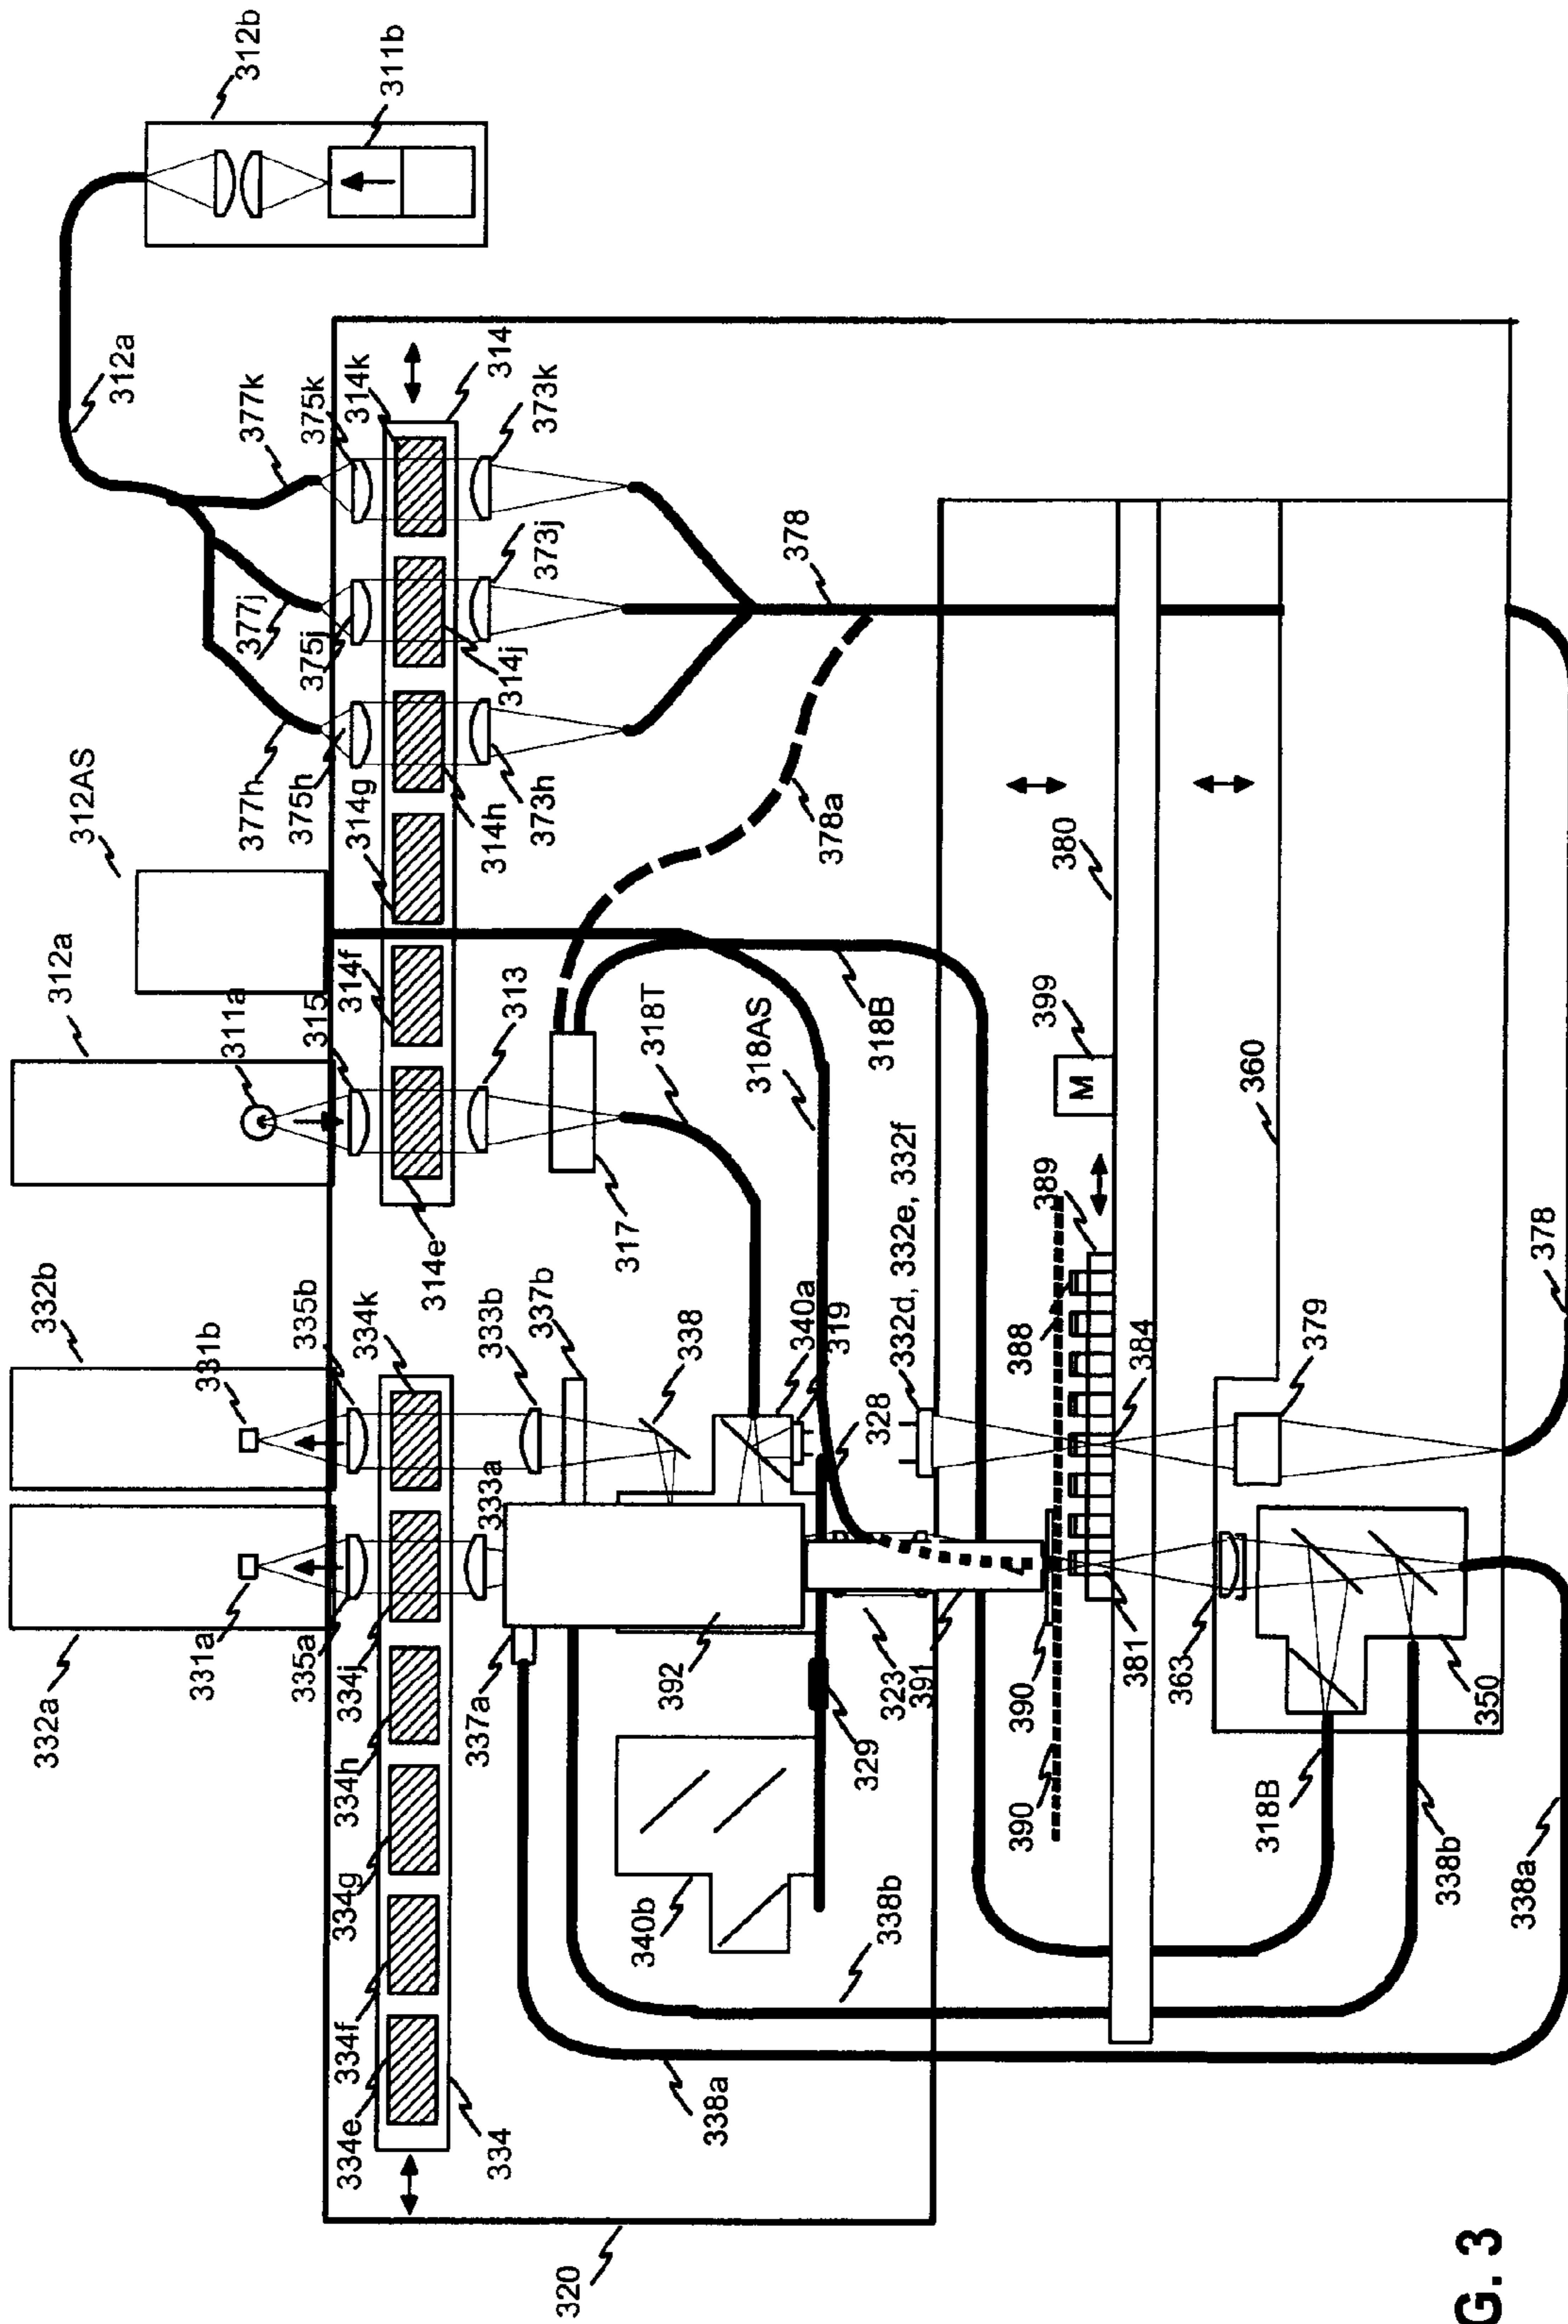 312b
311b
312a
377k
375k
314k
314
373k
377j
375j
373j
314j
378
377h
375h
314g
314h
373h
312AS
378a
380
312a
311a
315
314f
313
318T
318AS
318B
399
M
360
314e
317
332b
331b
335b
334k
333b
337b
338
340a
319
328
332d, 332e, 332f
388
389
384
379
378
332a
331a
335a
334j
333a
337a
392
329
323
391
390
390
381
363
350
334h
334g
334f
334e
334
340b
338b
338a
318B
338b
338a
320
G. 3